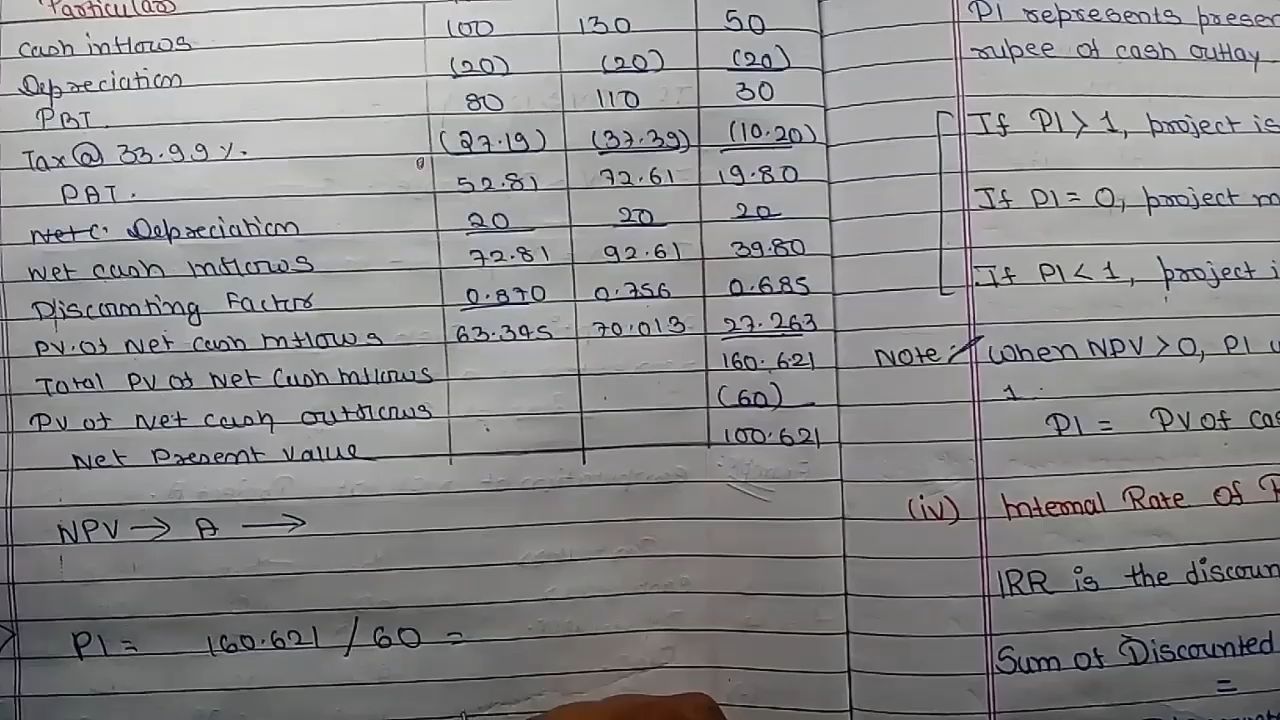 Particulars
Cash inflows 100 130 50
Depreciation (20) (20) (20)
PBT 80 110 30
Tax@ 33.99%. (27.19) (37.39) (10.20)
PAT. 52.81 72.61 19.80
Depreciation 20 20 20
Net cash inflows 72.81 92.61 39.80
Discounting Factors 0.870 0.756 0.685
PV. of Net cash inflows 63.345 70.013 27.263
Total PV of Net Cash inflows 160.621
PV of Net cash outflows (60)
Net Present Value 100.621
NPV → A →
PI = 160.621 / 60 =
PI represents
rupee of cash outlay
If PI > 1, project is
If PI = 0, project
If PI < 1, project
Note:- When NPV > 0, PI
1.
PI = PV of
(iv) Internal Rate Of
IRR is the
Sum of Discounted
=